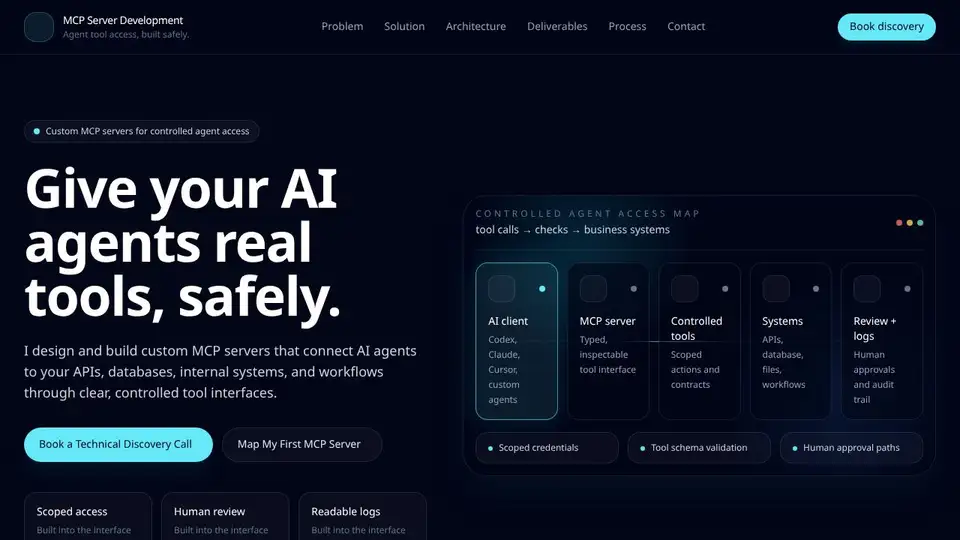 MCP Server Development
Agent tool access, built safely.
Problem
Solution
Architecture
Deliverables
Process
Contact
Book discovery
Custom MCP servers for controlled agent access
Give your AI
agents real
tools, safely.
I design and build custom MCP servers that connect AI agents
to your APIs, databases, internal systems, and workflows
through clear, controlled tool interfaces.
Book a Technical Discovery Call
Map My First MCP Server
Scoped access
Built into the interface
Human review
Built into the interface
Readable logs
Built into the interface
CONTROLLED AGENT ACCESS MAP
tool calls → checks → business systems
AI client
Codex,
Claude,
Cursor,
custom
agents
MCP server
Typed,
inspectable
tool interface
Controlled
tools
Scoped
actions and
contracts
Systems
APIs,
database,
files,
workflows
Review +
logs
Human
approvals
and audit
trail
Scoped credentials
Tool schema validation
Human approval paths